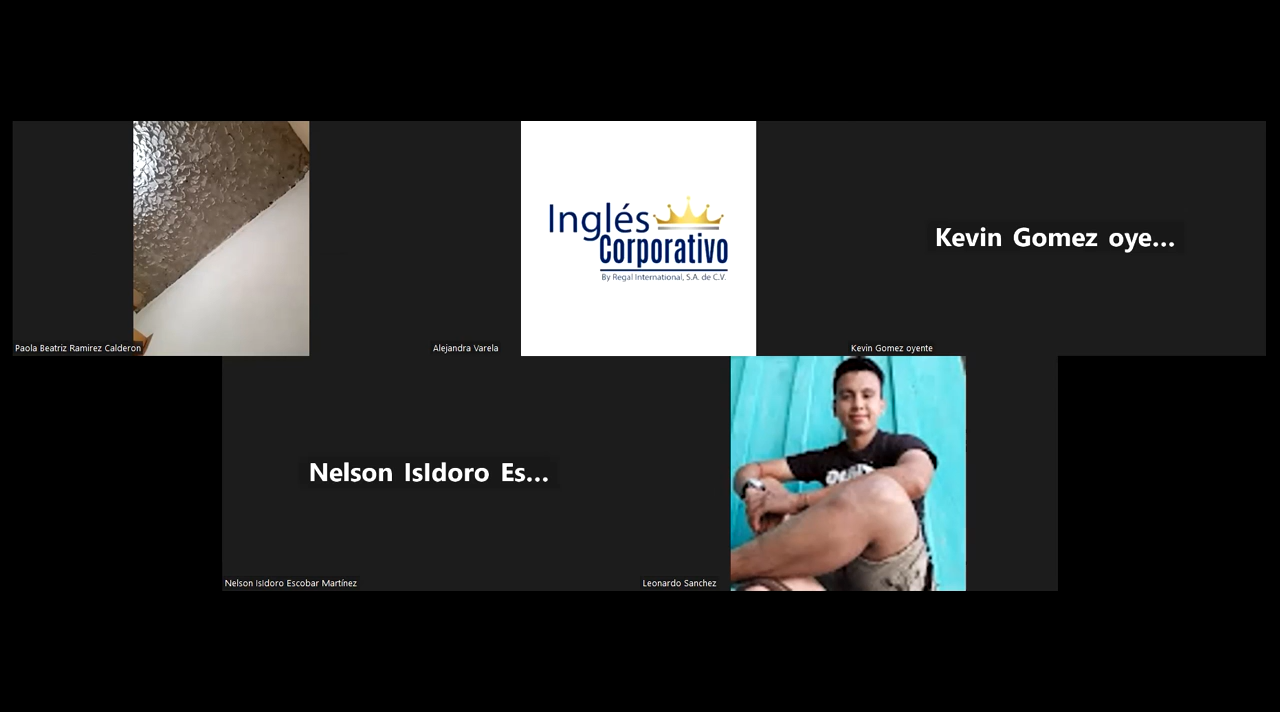 Inglés
Corporativo
By Regal International, S.A. de C.V.
Kevin Gomez oye...
Paola Beatriz Ramirez Calderon
Alejandra Varela
Kevin Gomez oyente
Nelson IsIdoro Es...
Nelson IsIdoro Escobar Martínez
Leonardo Sanchez